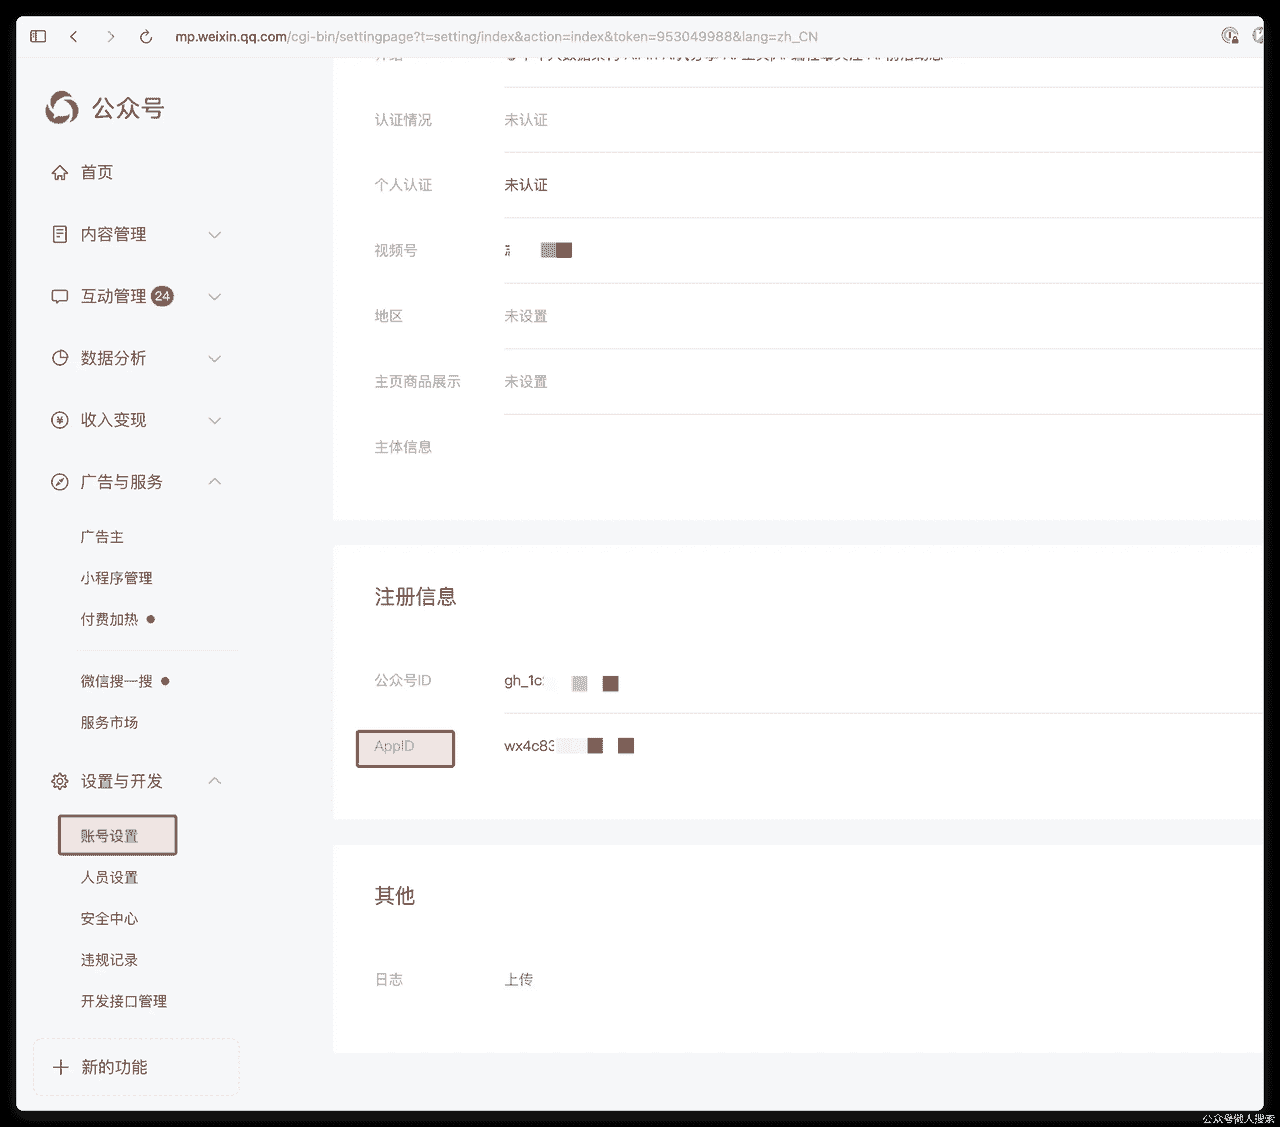 mp.weixin.qq.com/cgi-bin/settingpage?t=setting/index&action=index&token=953049988&lang=zh_CN
公众号
首页
内容管理
互动管理 24
数据分析
收入变现
广告与服务
广告主
小程序管理
付费加热
微信搜一搜
服务市场
设置与开发
账号设置
人员设置
安全中心
违规记录
开发接口管理
新的功能
认证情况 未认证
个人认证 未认证
视频号
地区 未设置
主页商品展示 未设置
主体信息
注册信息
公众号ID gh_1c
AppID wx4c83
其他
日志 上传
公众号懒人搜索